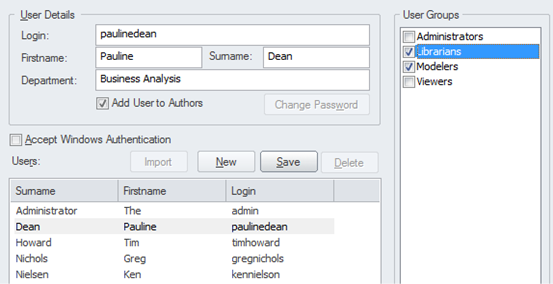 User Details
Login: paulinedean
Firstname: Pauline Surname: Dean
Department: Business Analysis
Add User to Authors Change Password
Accept Windows Authentication
Users: Import New Save Delete
Surname Firstname Login
Administrator The admin
Dean Pauline paulinedean
Howard Tim timhoward
Nichols Greg gregnichols
Nielsen Ken kennielson
User Groups
Administrators
Librarians
Modelers
Viewers